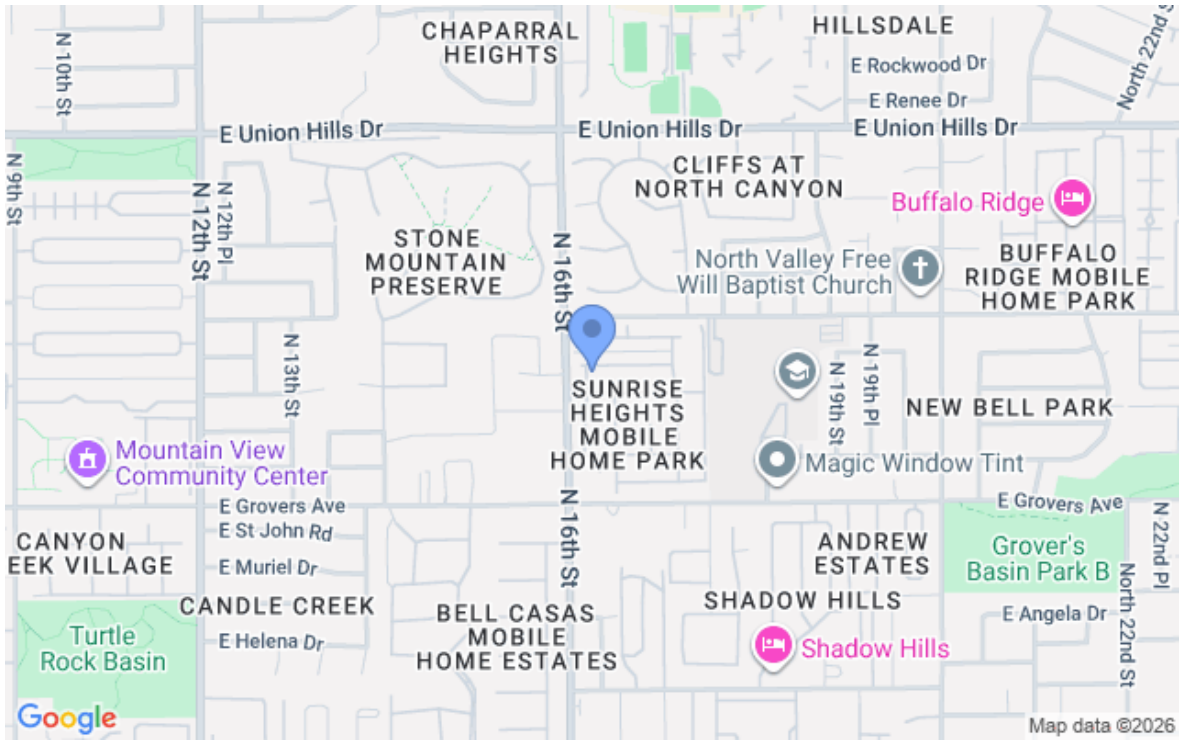 CHAPARRAL
HEIGHTS
HILLSDALE
E Rockwood Dr
E Renee Dr
North 22nd S
N 10th St
E Union Hills Dr
E Union Hills Dr
E Union Hills Dr
N 9th St
N 12th St
N 12th Pl
CLIFFS AT
NORTH CANYON
Buffalo Ridge
STONE
MOUNTAIN
PRESERVE
N 16th St
North Valley Free
Will Baptist Church
BUFFALO
RIDGE MOBILE
HOME PARK
N 13th St
SUNRISE
HEIGHTS
MOBILE
HOME PARK
N 19th St
N 19th Pl
NEW BELL PARK
Mountain View
Community Center
Magic Window Tint
E Grovers Ave
E Grovers Ave
E St John Rd
N 16th St
N 22nd Pl
CANYON
EEK VILLAGE
E Muriel Dr
ANDREW
ESTATES
Grover's
Basin Park B
North 22nd St
CANDLE CREEK
SHADOW HILLS
E Angela Dr
BELL CASAS
MOBILE
HOME ESTATES
Turtle
Rock Basin
E Helena Dr
Shadow Hills
Google
Map data ©2026